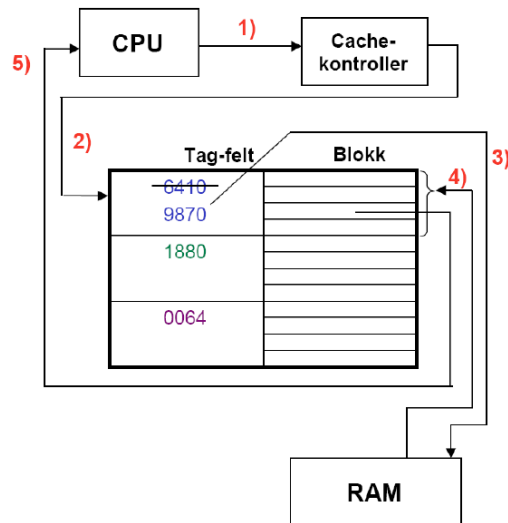 CPU
1)
Cache-
kontroller
5)
2)
Tag-felt
Blokk
3)
6410
4)
9870
1880
0064
RAM